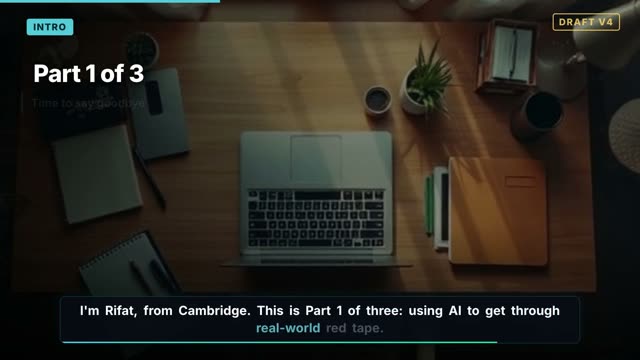 INTRO
DRAFT V4
Part 1 of 3
Time to say goodbye
I'm Rifat, from Cambridge. This is Part 1 of three: using AI to get through
real-world red tape.